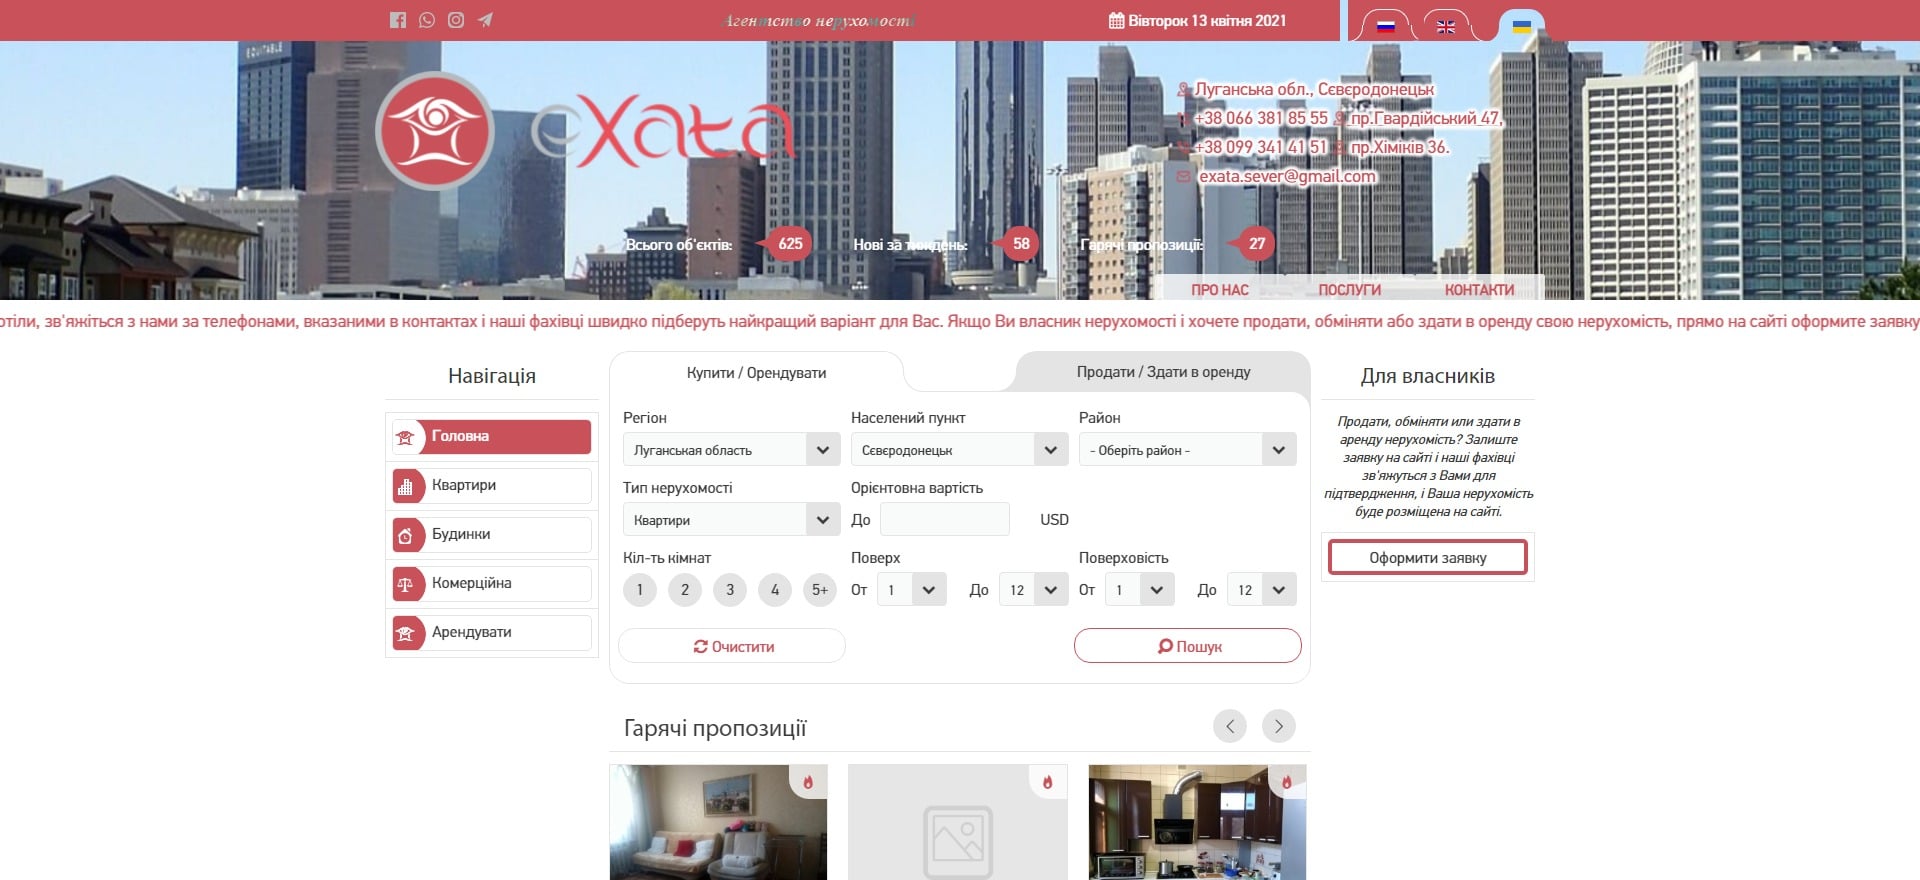 Агентство нерухомості
Вівторок 13 квітня 2021
EQUITABLE
eXata
Луганська обл., Сєвєродонецьк
+38 066 381 85 55 пр.Гвардійський 47,
+38 099 341 41 51 пр.Хіміків 36.
exata.sever@gmail.com
Всього об'єктів: 625
Нові за тиждень: 58
Гарячі пропозиції: 27
ПРО НАС ПОСЛУГИ КОНТАКТИ
отіли, зв'яжіться з нами за телефонами, вказаними в контактах і наші фахівці швидко підберуть найкращий варіант для Вас. Якщо Ви власник нерухомості і хочете продати, обміняти або здати в оренду свою нерухомість, прямо на сайті оформите заявку
Навігація
Головна
Квартири
Будинки
Комерційна
Арендувати
Купити / Орендувати
Продати / Здати в оренду
Регіон Населений пункт Район
Луганськая область Сєвєродонецьк - Оберіть район -
Тип нерухомості Орієнтовна вартість
Квартири До USD
Кіл-ть кімнат Поверх Поверховість
1 2 3 4 5+ От 1 До 12 От 1 До 12
Очистити Пошук
Для власників
Продати, обміняти или здати в
аренду нерухомість? Залиште
заявку на сайті і наші фахівці
зв'яжуться з Вами для
підтвердження, і Ваша нерухомість
буде розміщена на сайті.
Оформити заявку
Гарячі пропозиції